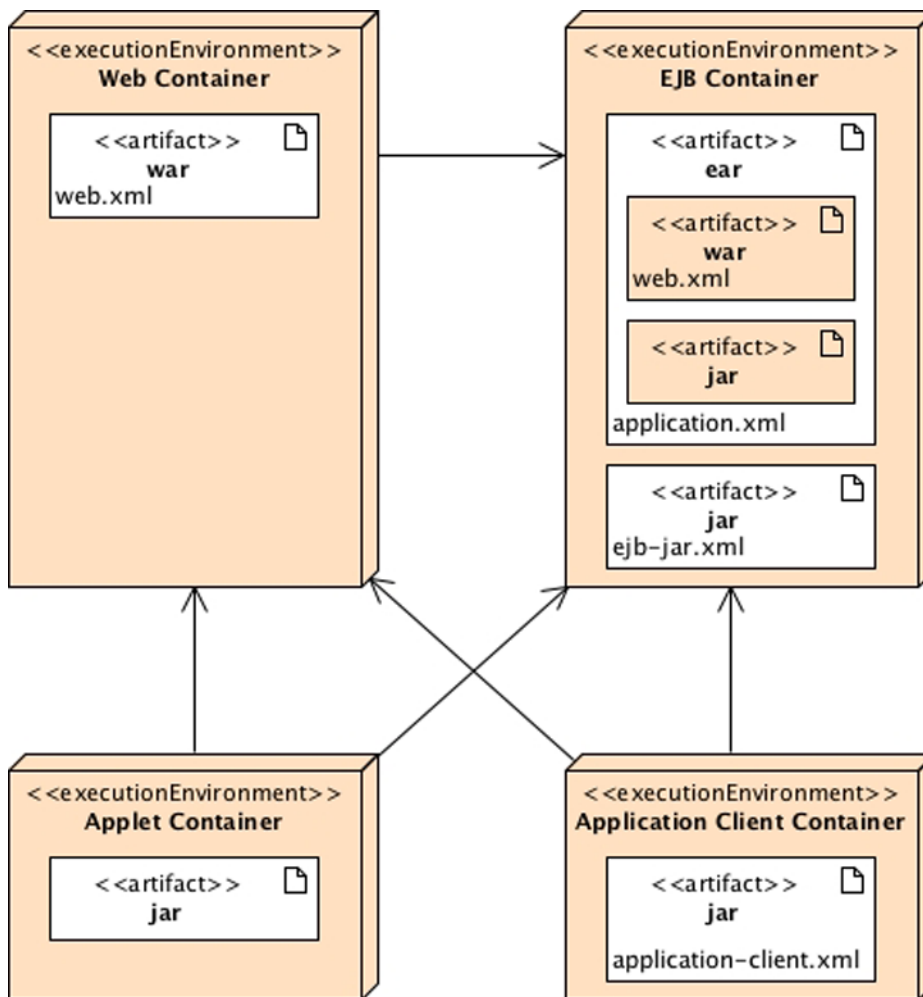 <<executionEnvironment>>
Web Container
<<artifact>>
war
web.xml
<<executionEnvironment>>
EJB Container
<<artifact>>
ear
<<artifact>>
war
web.xml
<<artifact>>
jar
application.xml
<<artifact>>
jar
ejb-jar.xml
<<executionEnvironment>>
Applet Container
<<artifact>>
jar
<<executionEnvironment>>
Application Client Container
<<artifact>>
jar
application-client.xml